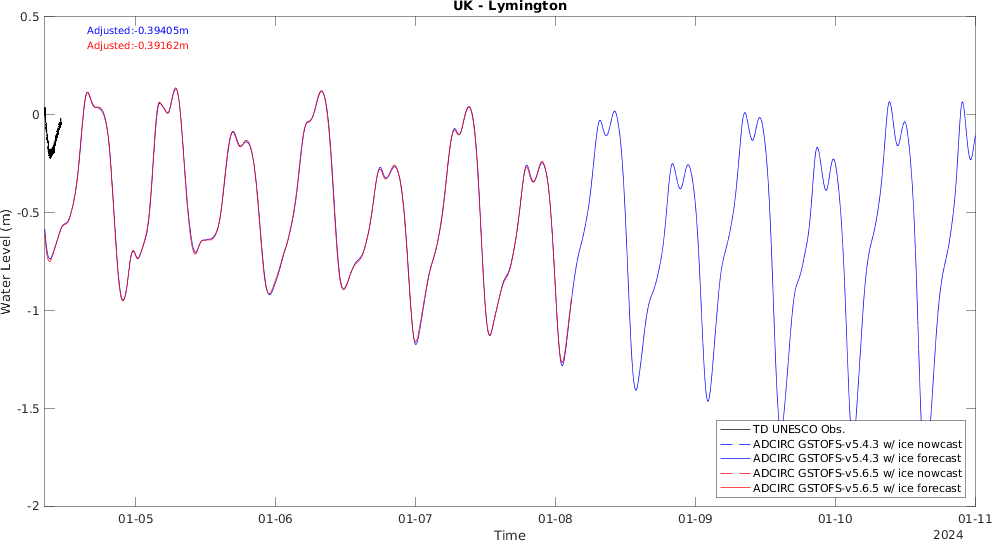 UK - Lymington
Adjusted:-0.39405m
Adjusted:-0.39162m
Water Level (m)
0.5
0
-0.5
-1
-1.5
-2
TD UNESCO Obs.
ADCIRC GSTOFS-v5.4.3 w/ ice nowcast
ADCIRC GSTOFS-v5.4.3 w/ ice forecast
ADCIRC GSTOFS-v5.6.5 w/ ice nowcast
ADCIRC GSTOFS-v5.6.5 w/ ice forecast
01-05 01-06 01-07 01-08 01-09 01-10 01-11
Time
2024